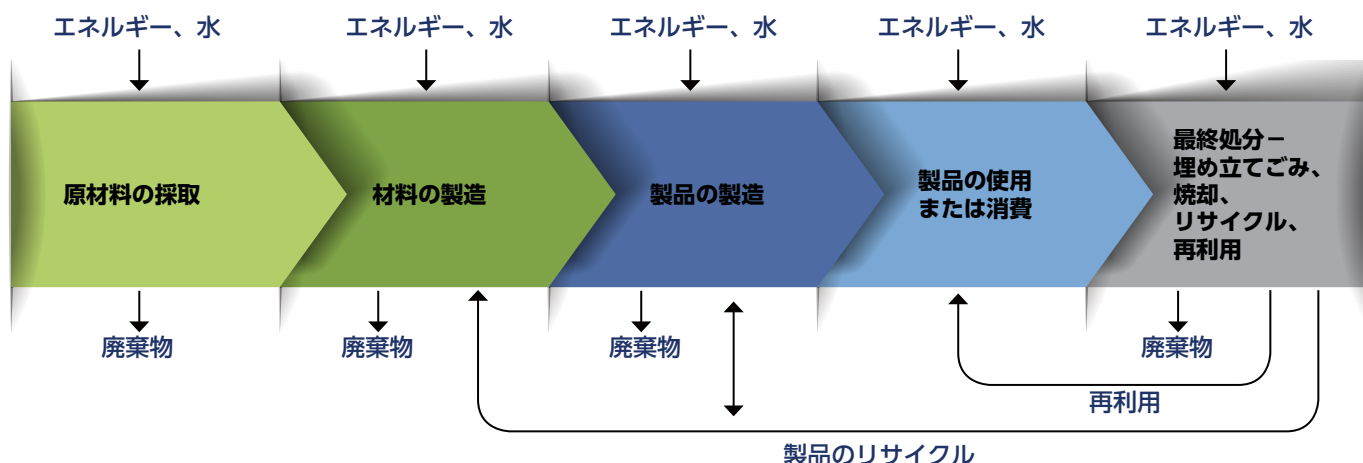 エネルギー、水
エネルギー、水
エネルギー、水
エネルギー、水
エネルギー、水
原材料の採取
材料の製造
製品の製造
製品の使用
または消費
最終処分－
埋め立てごみ、
焼却、
リサイクル、
再利用
廃棄物
廃棄物
廃棄物
廃棄物
再利用
製品のリサイクル